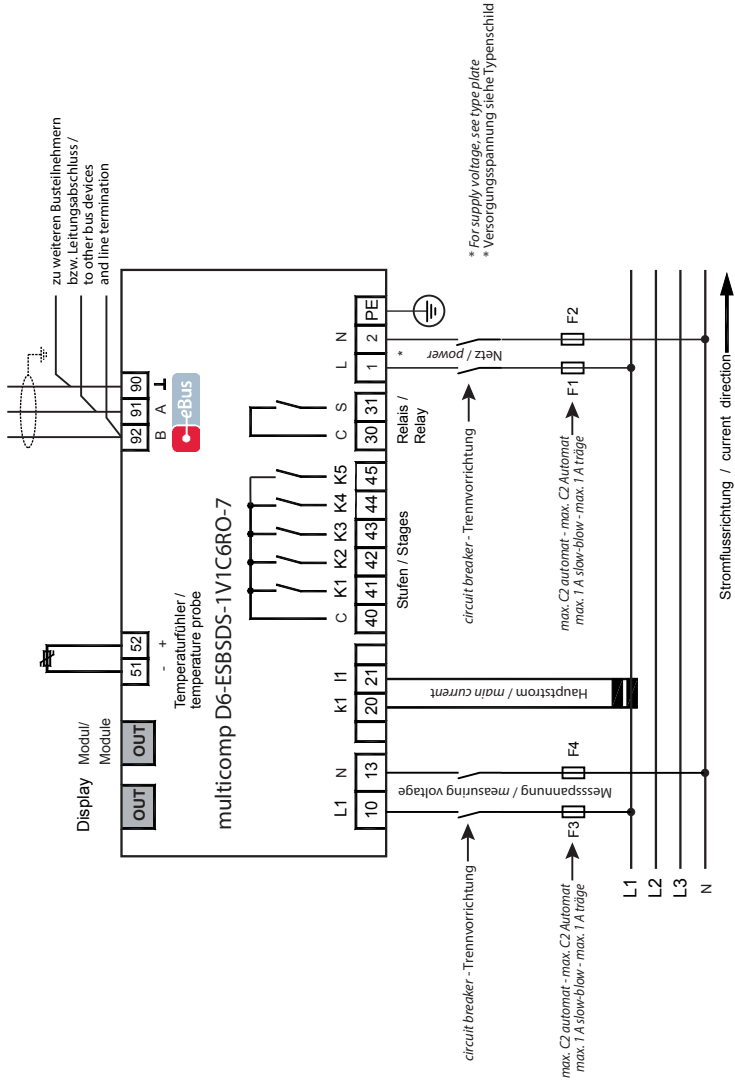 zu weiteren Busteilnehmern
bzw. Leitungsabschluss /
to other bus devices
and line termination
Display
Modul/
Module
OUT
OUT
51
52
-
+
Temperaturfühler /
temperature probe
92
91
90
B
A
eBus
multicomp D6-ESBSDS-1V1C6RO-7
C
K1
K2
K3
K4
K5
40
41
42
43
44
45
Stufen / Stages
C
S
30
31
Relais /
Relay
L
N
1
2
PE
*
L1
N
10
13
k1
l1
20
21
Messspannung / measuring voltage
Hauptstrom / main current
Netz / power
* For supply voltage, see type plate
* Versorgungsspannung siehe Typenschild
circuit breaker - Trennvorrichtung
circuit breaker - Trennvorrichtung
F3
F4
F1
F2
max. C2 automat - max. C2 Automat
max. 1 A slow-blow - max. 1 A träge
max. C2 automat - max. C2 Automat
max. 1 A slow-blow - max. 1 A träge
L1
L2
L3
N
Stromflussrichtung / current direction